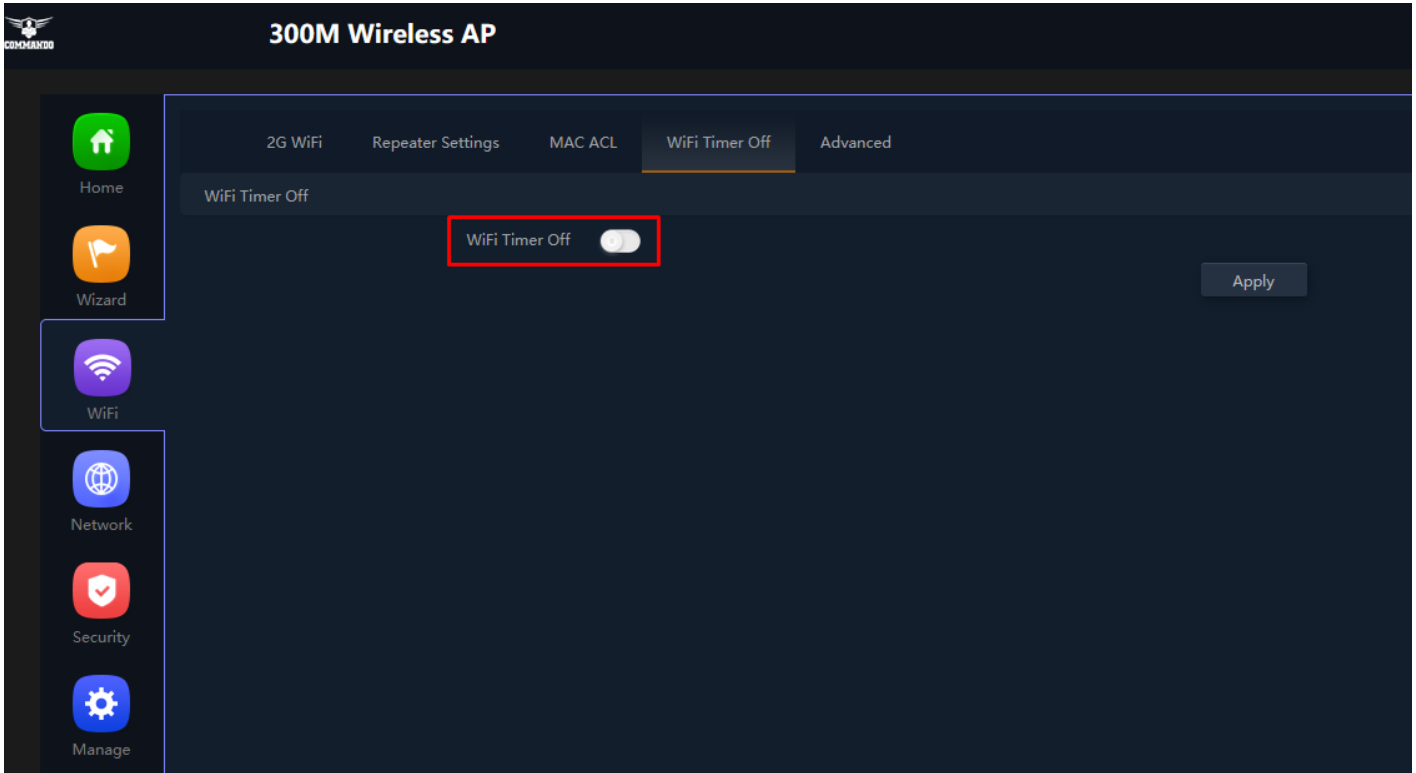 COMMANDO
300M Wireless AP
2G WiFi Repeater Settings MAC ACL WiFi Timer Off Advanced
Home
WiFi Timer Off
WiFi Timer Off
Apply
Wizard
WiFi
Network
Security
Manage